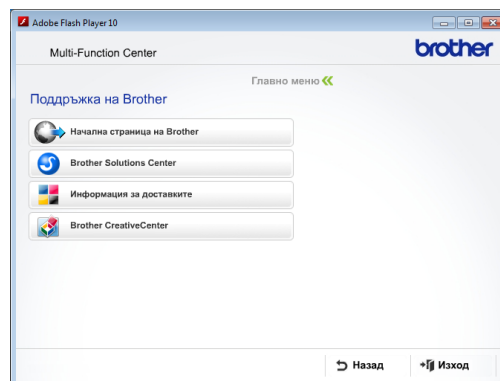 Adobe Flash Player 10
Multi-Function Center
brother
Главно меню
Поддръжка на Brother
Начална страница на Brother
Brother Solutions Center
Информация за доставките
Brother CreativeCenter
Назад
Изход